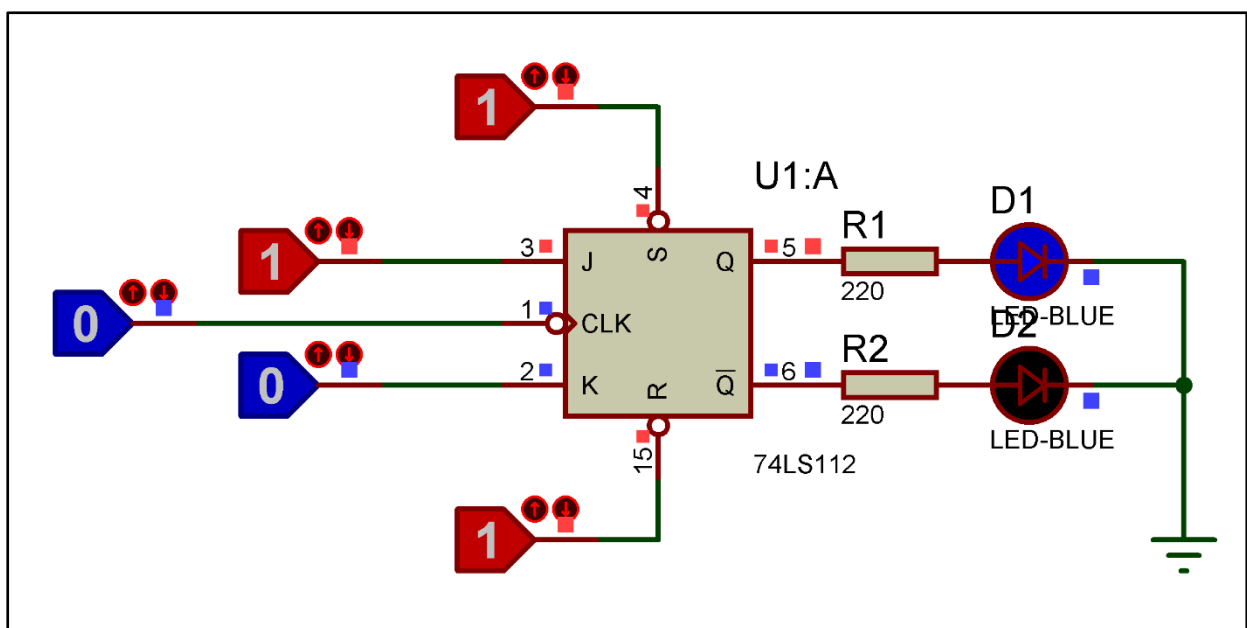 1
4
U1:A
D1
R1
1
3
J
S
Q
5
220
LED-BLUE
0
1
CLK
D2
R2
0
2
K
R
Q̅
6
220
LED-BLUE
15
74LS112
1